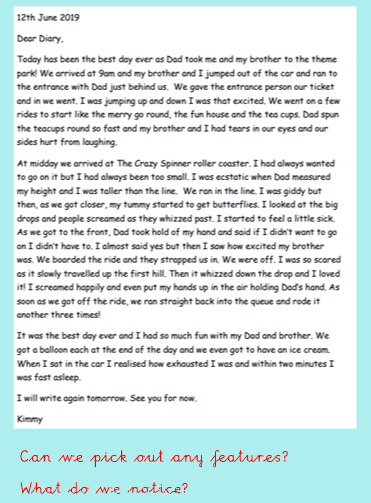 12th June 2019
Dear Diary,
Today has been the best day ever as Dad took me and my brother to the theme
park! We arrived at 9am and my brother and I jumped out of the car and ran to
the entrance with Dad just behind us.  We gave the entrance person our ticket
and in we went. I was jumping up and down I was that excited. We went on a few
rides to start like the merry go round, the fun house and the tea cups. Dad spun
the teacups round so fast and my brother and I had tears in our eyes and our
sides hurt from laughing.
At midday we arrived at The Crazy Spinner roller coaster. I had always wanted
to go on it but I had always been too small. I was ecstatic when Dad measured
my height and I was taller than the line.  We ran in the line. I was giddy but
then, as we got closer, my tummy started to get butterflies. I looked at the big
drops and people screamed as they whizzed past. I started to feel a little sick.
As we got to the front, Dad took hold of my hand and said if I didn't want to go
on I didn't have to. I almost said yes but then I saw how excited my brother
was. We boarded the ride and they strapped us in. We were off. I was so scared
as it slowly travelled up the first hill. Then it whizzed down the drop and I loved
it! I screamed happily and even put my hands up in the air holding Dad's hand. As
soon as we got off the ride, we ran straight back into the queue and rode it
another three times!
It was the best day ever and I had so much fun with my Dad and brother. We
got a balloon each at the end of the day and we even got to have an ice cream.
When I sat in the car I realised how exhausted I was and within two minutes I
was fast asleep.
I will write again tomorrow. See you for now.
Kimmy
Can we pick out any features?
What do we notice?